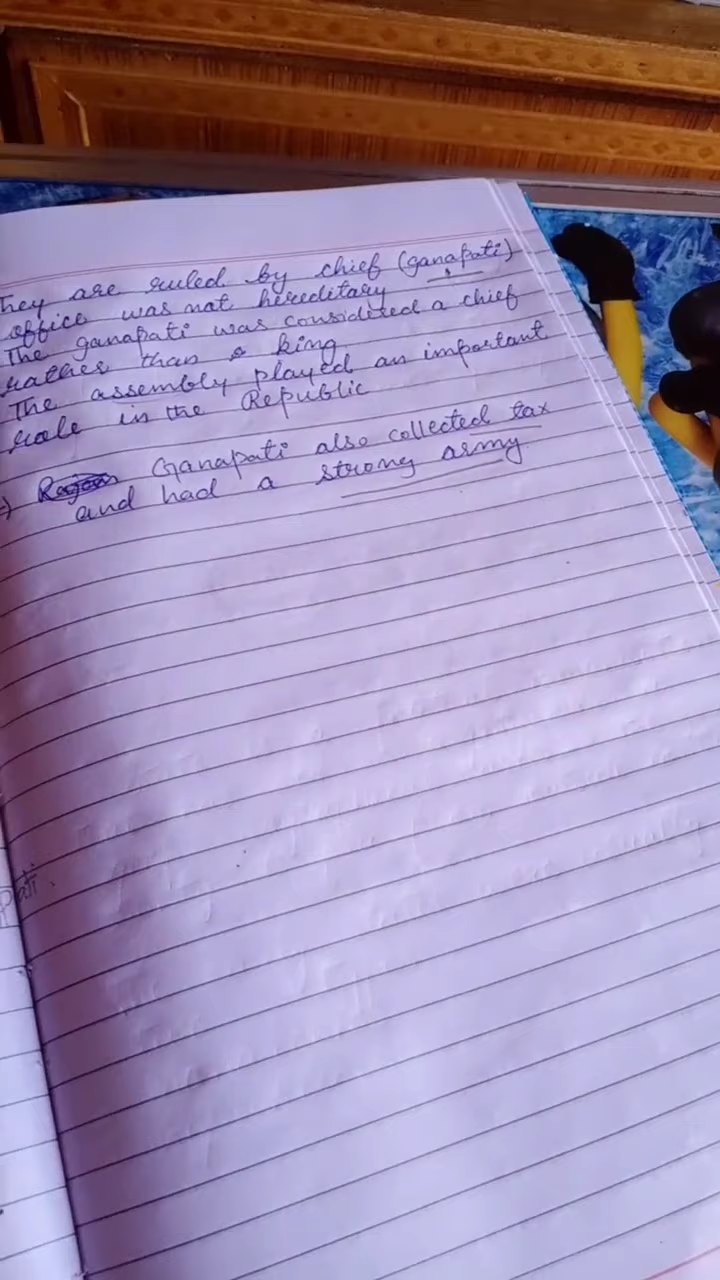 They are ruled by chief (ganapati)
office was not hereditary
The ganapati was considered a chief
rather than a king
The assembly played an important
role in the Republic
Ganapati also collected tax
and had a strong army